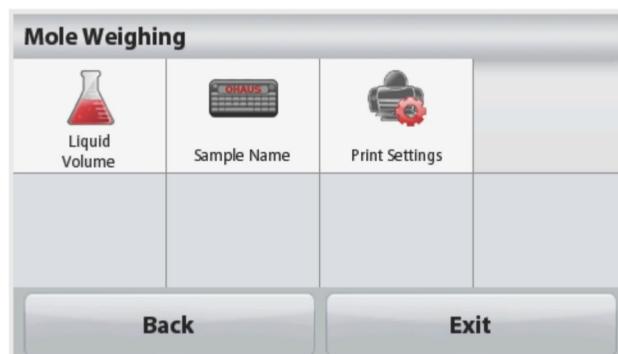 Mole Weighing
OHAUS
Liquid
Volume
Sample Name
Print Settings
Back
Exit